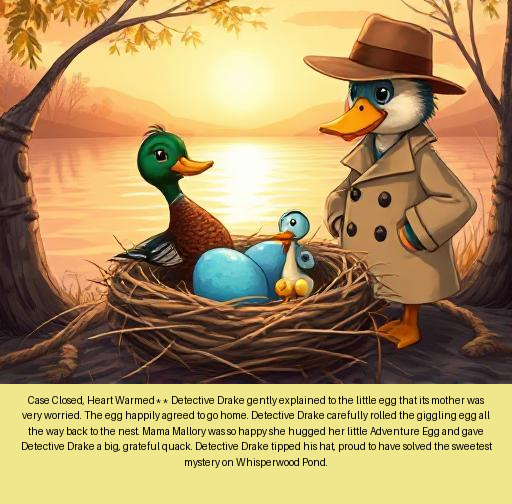 Case Closed, Heart Warmed** Detective Drake gently explained to the little egg that its mother was
very worried. The egg happily agreed to go home. Detective Drake carefully rolled the giggling egg all
the way back to the nest. Mama Mallory was so happy she hugged her little Adventure Egg and gave
Detective Drake a big, grateful quack. Detective Drake tipped his hat, proud to have solved the sweetest
mystery on Whisperwood Pond.